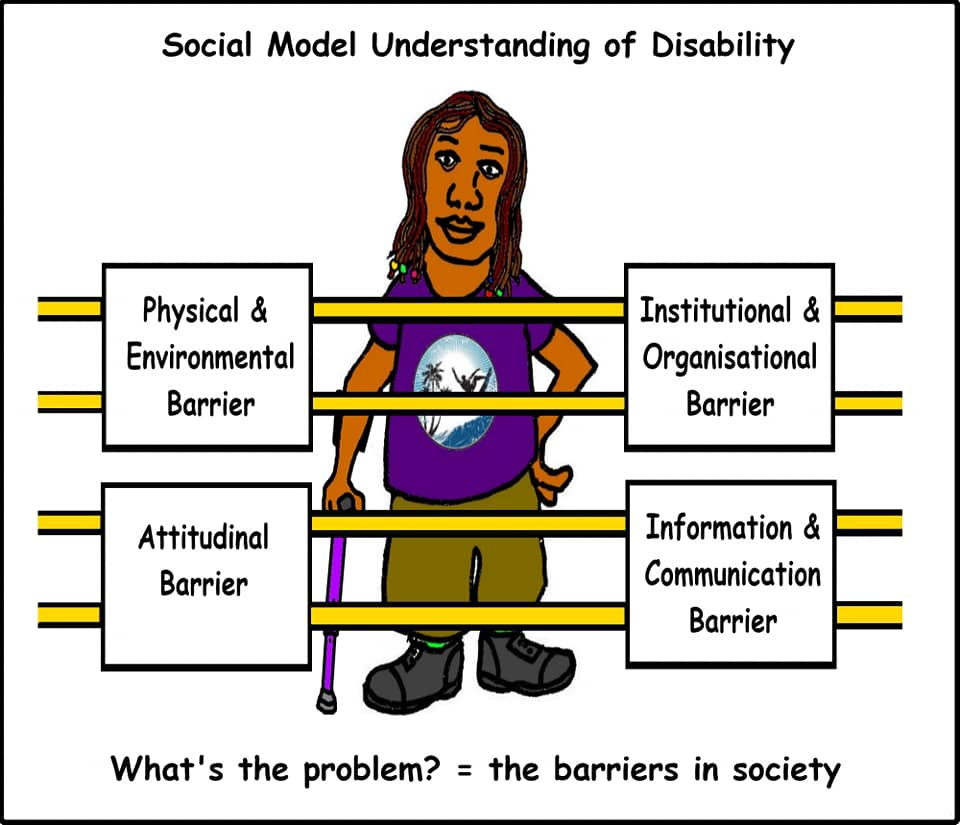 Social Model Understanding of Disability
Physical &
Environmental
Barrier
Institutional &
Organisational
Barrier
Attitudinal
Barrier
Information &
Communication
Barrier
What's the problem? = the barriers in society